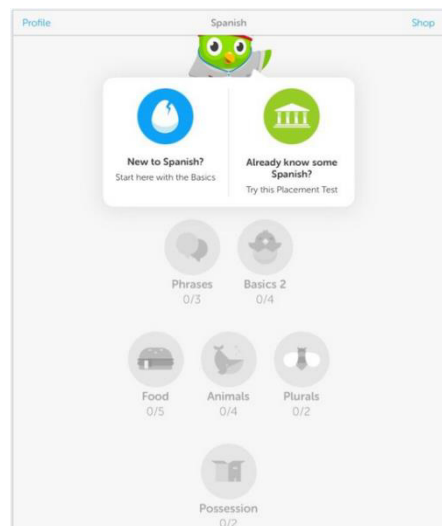 Profile Spanish Shop
New to Spanish?
Start here with the Basics
Already know some
Spanish?
Try this Placement Test
Phrases Basics 2
0/3 0/4
Food Animals Plurals
0/5 0/4 0/2
Possession
0/2